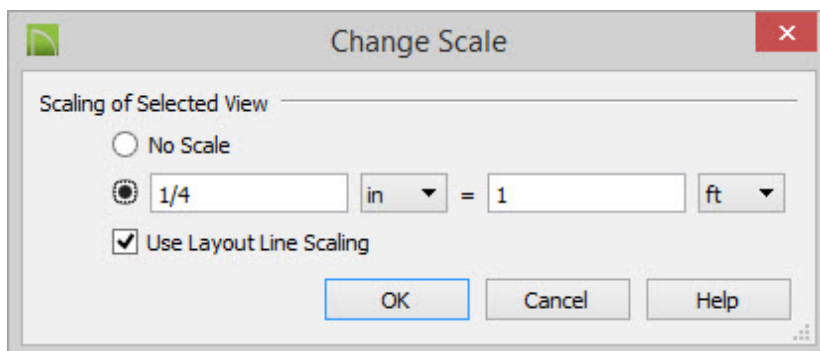 Change Scale
Scaling of Selected View
No Scale
1/4 in = 1 ft
Use Layout Line Scaling
OK Cancel Help